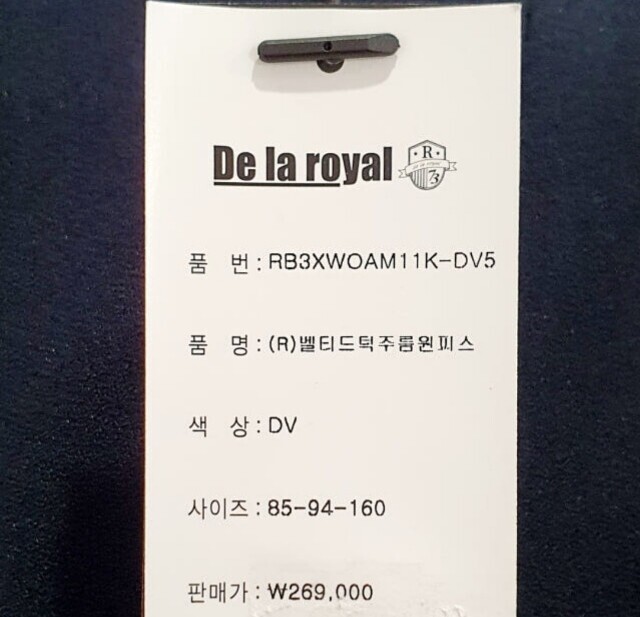 De la royal
R
73
품 번 : RB3XWOAM11K-DV5
품 명 : (R)벨티드턱주름원피스
색 상 : DV
사이즈 : 85-94-160
판매가 : ₩269,000